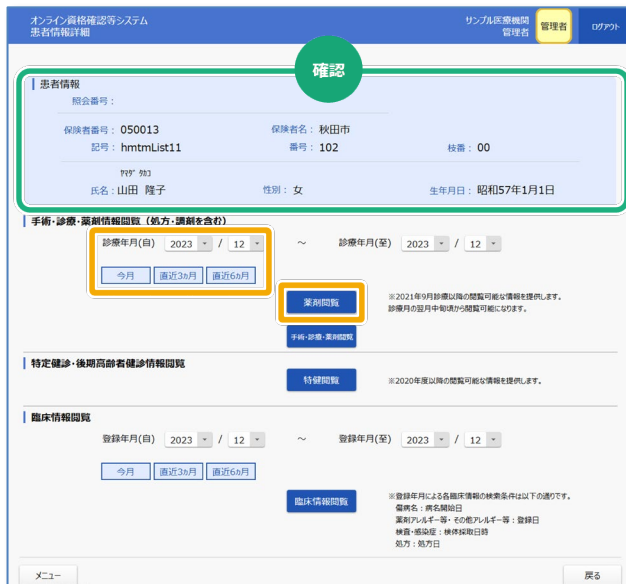 オンライン資格確認等システム
患者情報詳細
サンプル医療機関
管理者
管理者
ログアウト
確認
患者情報
照会番号：
保険者番号：050013 保険者名：秋田市
記号：hmtmList11 番号：102 枝番：00
ﾔﾏﾀﾞ ﾀｶｺ
氏名：山田 隆子 性別：女 生年月日：昭和57年1月1日
手術・診療・薬剤情報閲覧（処方・調剤を含む）
診療年月(自) 2023 / 12 ～ 診療年月(至) 2023 / 12
今月 直近3ヵ月 直近6ヵ月
薬剤閲覧
※2021年9月診療以降の閲覧可能な情報を提供します。
診療月の翌月中旬頃から閲覧可能になります。
手術・診療・薬剤閲覧
特定健診・後期高齢者健診情報閲覧
特健閲覧 ※2020年度以降の閲覧可能な情報を提供します。
臨床情報閲覧
登録年月(自) 2023 / 12 ～ 登録年月(至) 2023 / 12
今月 直近3ヵ月 直近6ヵ月
臨床情報閲覧
※登録年月による各臨床情報の検索条件は以下の通りです。
傷病名：病名開始日
薬剤アレルギー等・その他アレルギー等：登録日
検査・感染症：検体採取日時
処方：処方日
メニュー 戻る